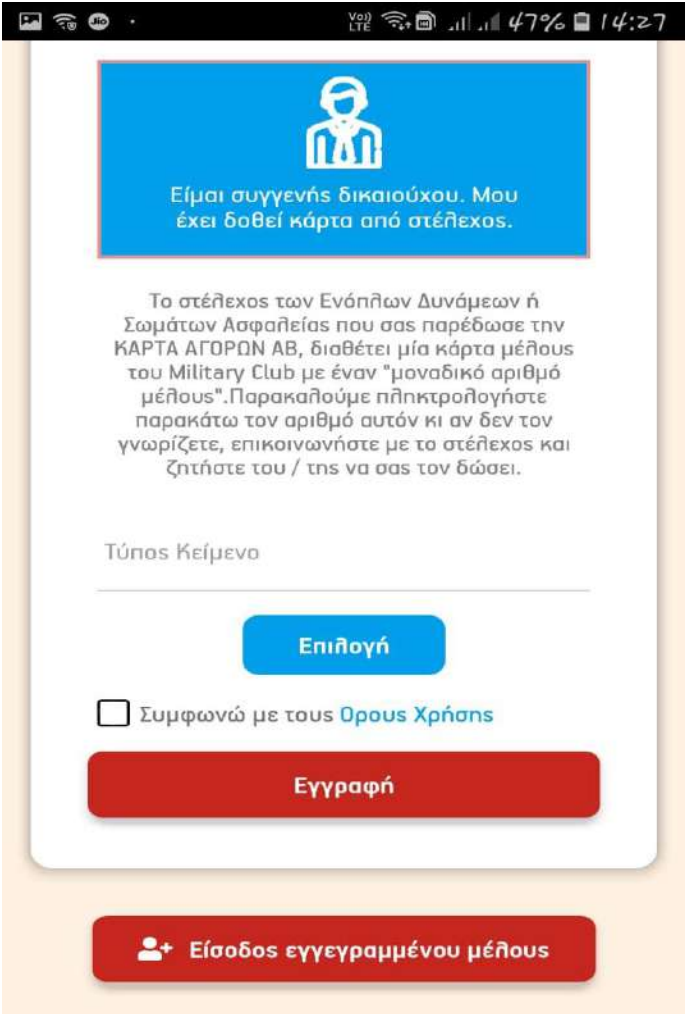 Jio
Vo)) LTE 47% 14:27
Είμαι συγγενής δικαιούχου. Μου
έχει δοθεί κάρτα από στέλεχος.
Το στέλεχος των Ενόπλων Δυνάμεων ή
Σωμάτων Ασφαλείας που σας παρέδωσε την
ΚΑΡΤΑ ΑΓΟΡΩΝ ΑΒ, διαθέτει μία κάρτα μέλους
του Military Club με έναν "μοναδικό αριθμό
μέλους".Παρακαλούμε πληκτρολογήστε
παρακάτω τον αριθμό αυτόν κι αν δεν τον
γνωρίζετε, επικοινωνήστε με το στέλεχος και
ζητήστε του / της να σας τον δώσει.
Τύπος Κείμενο
Επιλογή
Συμφωνώ με τους Ορους Χρήσης
Εγγραφή
Είσοδος εγγεγραμμένου μέλους